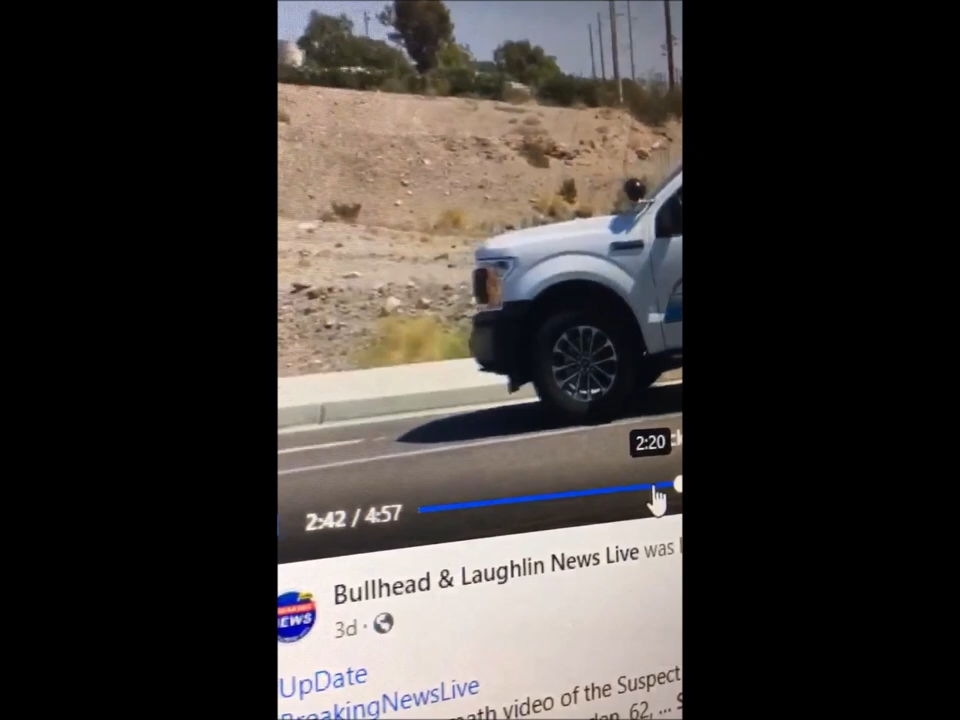 2:20
2:42 / 4:57
Bullhead & Laughlin News Live was
NEWS
3d
UpDate
BreakingNewsLive
video of the Suspect
62, ...